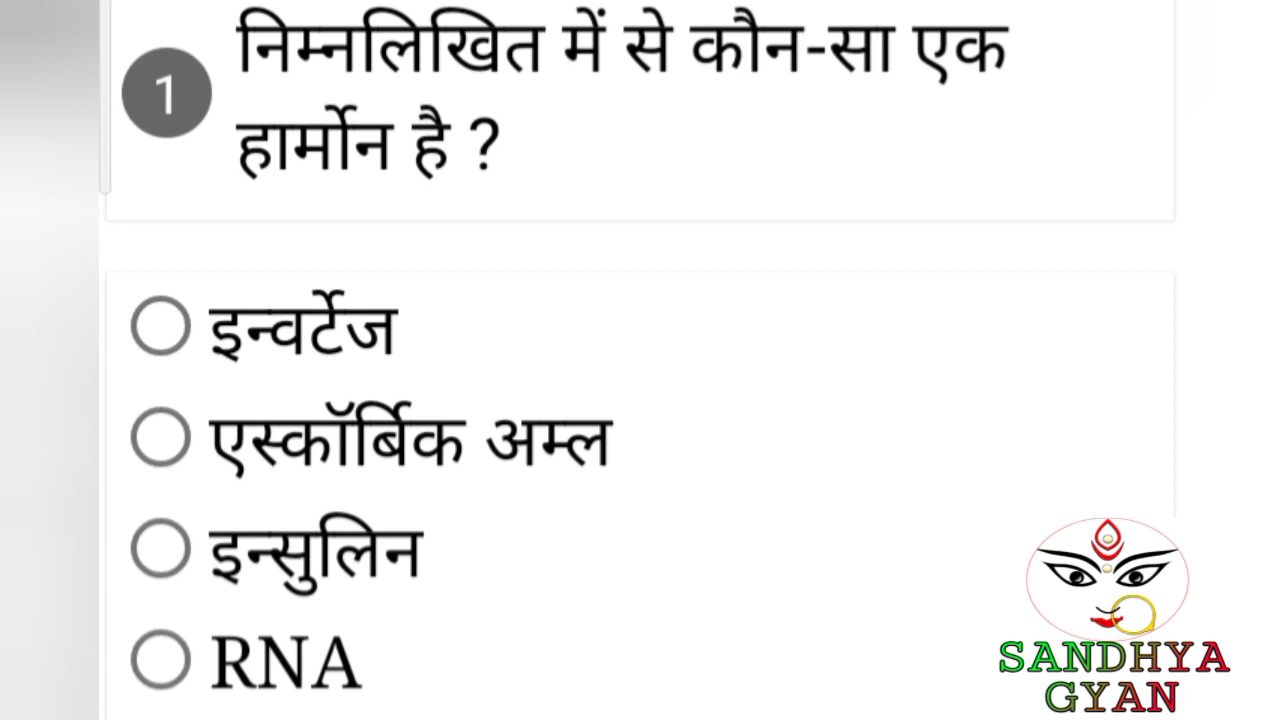 1
निम्नलिखित में से कौन-सा एक
हार्मोन है ?
इन्वर्टेज
एस्कॉर्बिक अम्ल
इन्सुलिन
RNA
SANDHYA
GYAN